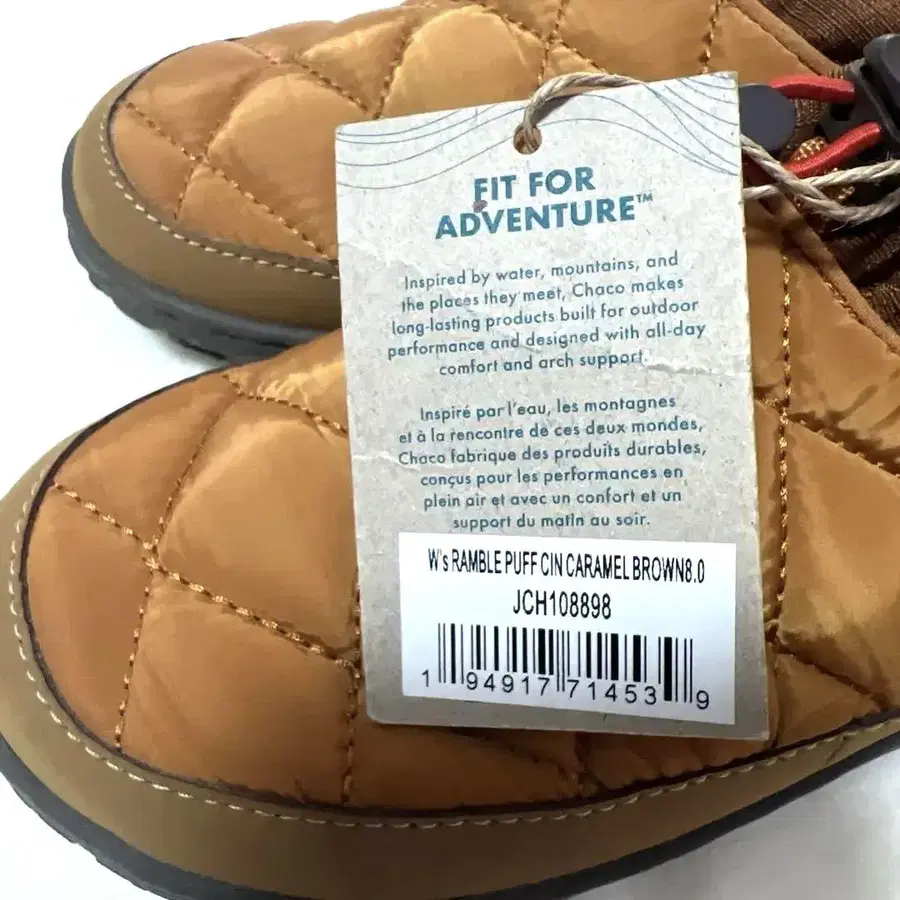 FIT FOR
ADVENTURE™
Inspired by water, mountains, and
the places they meet, Chaco makes
long-lasting products built for outdoor
performance and designed with all-day
comfort and arch support.
Inspiré par l'eau, les montagnes
et à la rencontre de ces deux mondes,
Chaco fabrique des produits durables,
conçus pour les performances en
plein air et avec un confort et un
support du matin au soir.
W's RAMBLE PUFF CIN CARAMEL BROWN8.0
JCH108898
1 94917 71453 9